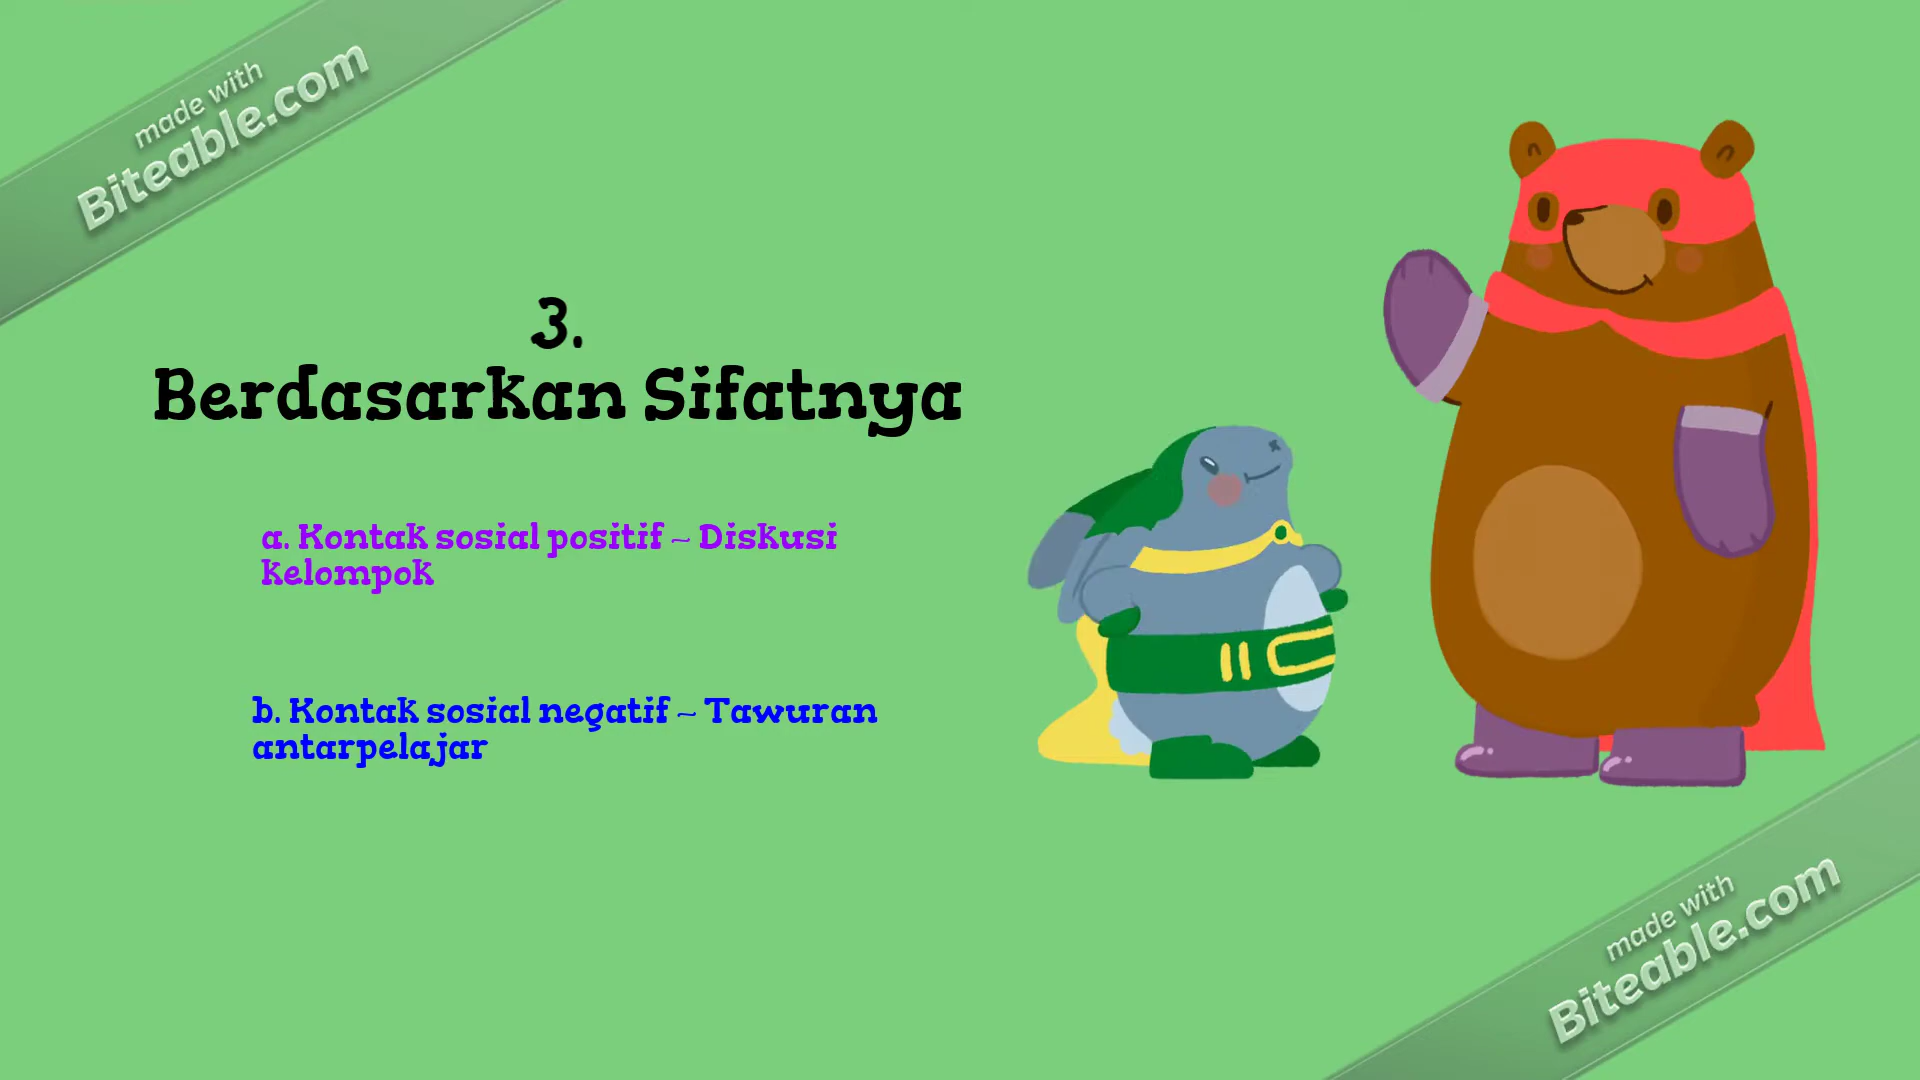 made with
Biteable.com
3.
Berdasarkan Sifatnya
a. Kontak sosial positif ~ Diskusi
kelompok
b. Kontak sosial negatif ~ Tawuran
antarpelajar
made with
Biteable.com